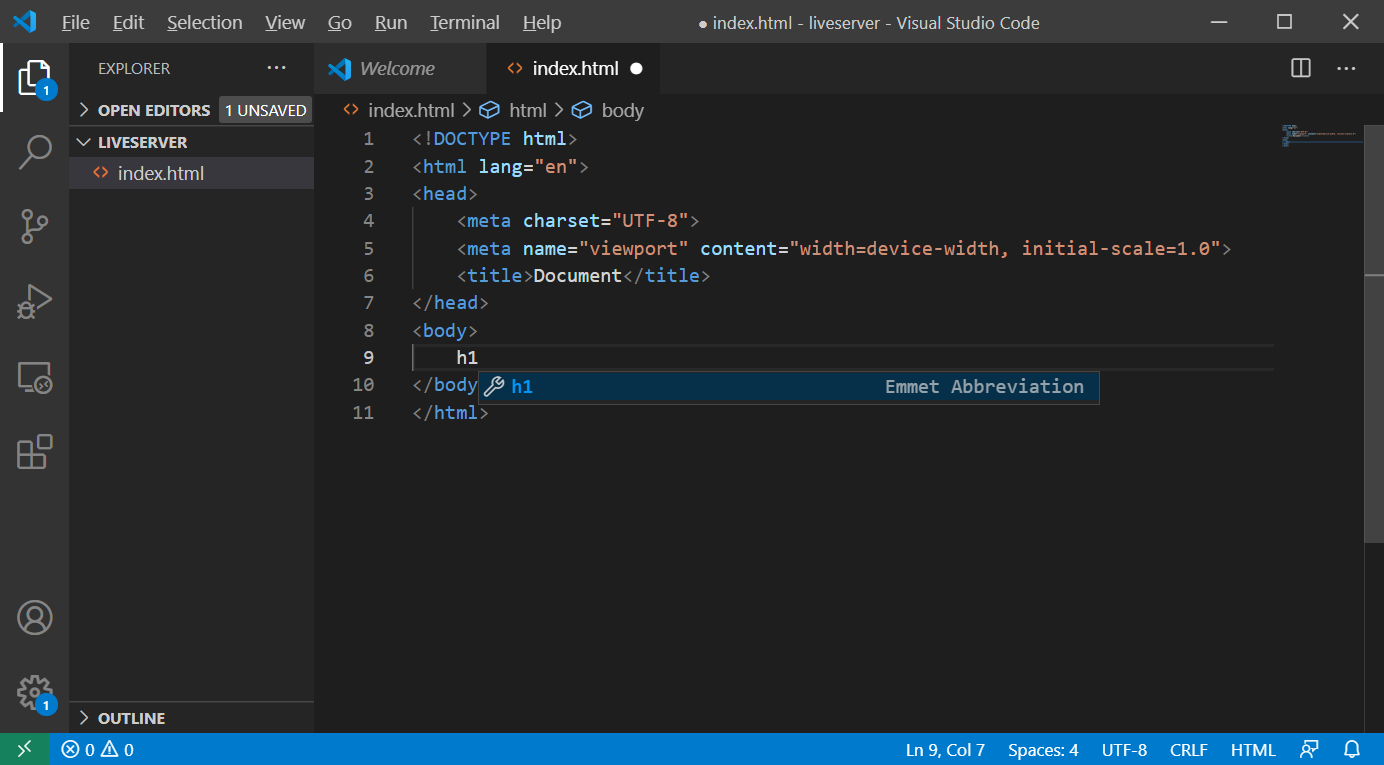 File Edit Selection View Go Run Terminal Help ● index.html - liveserver - Visual Studio Code
EXPLORER ···
1
OPEN EDITORS 1 UNSAVED
LIVESERVER
index.html
OUTLINE
1
Welcome index.html ●
index.html > html > body
1 <!DOCTYPE html>
2 <html lang="en">
3 <head>
4 <meta charset="UTF-8">
5 <meta name="viewport" content="width=device-width, initial-scale=1.0">
6 <title>Document</title>
7 </head>
8 <body>
9 h1
10 </body
h1 Emmet Abbreviation
11 </html>
0 0 Ln 9, Col 7 Spaces: 4 UTF-8 CRLF HTML